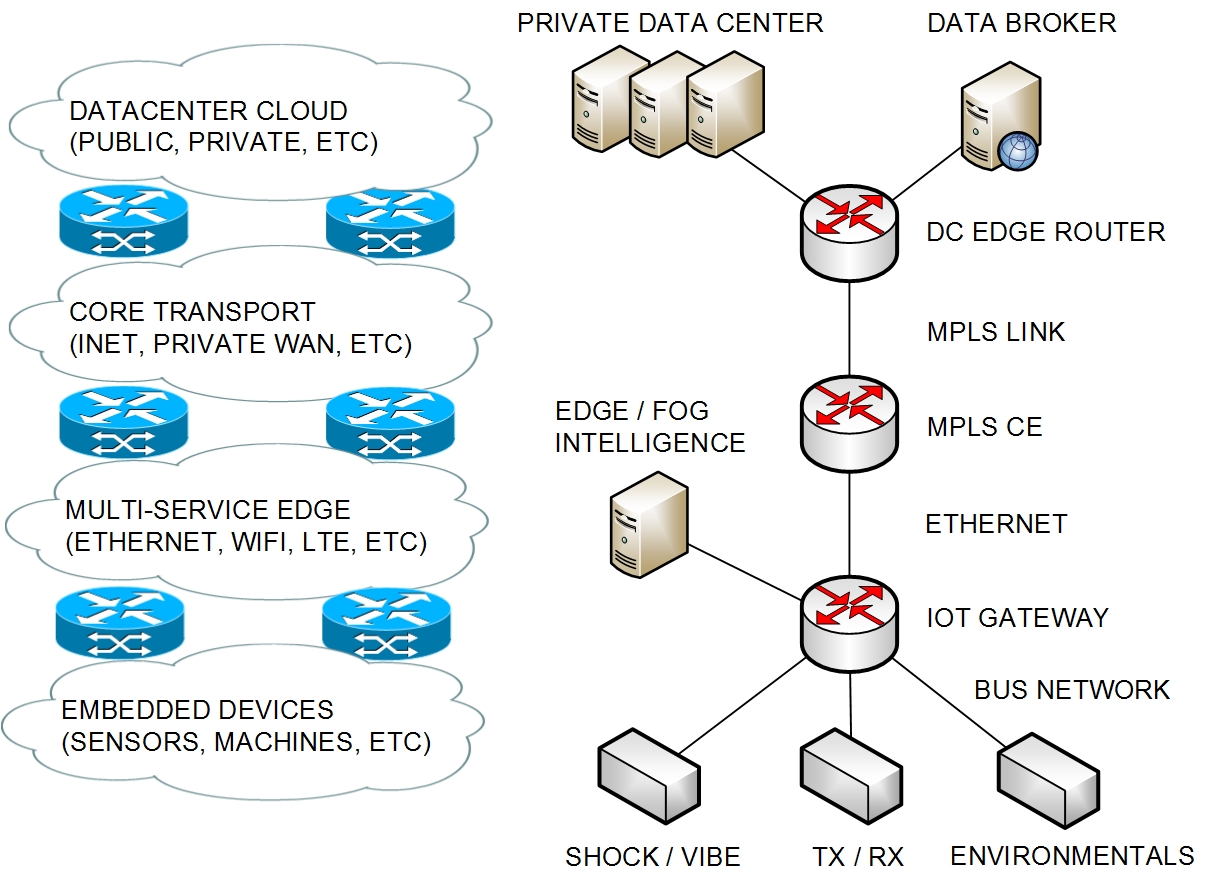 PRIVATE DATA CENTER
DATA BROKER
DATACENTER CLOUD
(PUBLIC, PRIVATE, ETC)
DC EDGE ROUTER
CORE TRANSPORT
(INET, PRIVATE WAN, ETC)
MPLS LINK
EDGE / FOG
INTELLIGENCE
MPLS CE
MULTI-SERVICE EDGE
(ETHERNET, WIFI, LTE, ETC)
ETHERNET
IOT GATEWAY
BUS NETWORK
EMBEDDED DEVICES
(SENSORS, MACHINES, ETC)
SHOCK / VIBE
TX / RX
ENVIRONMENTALS